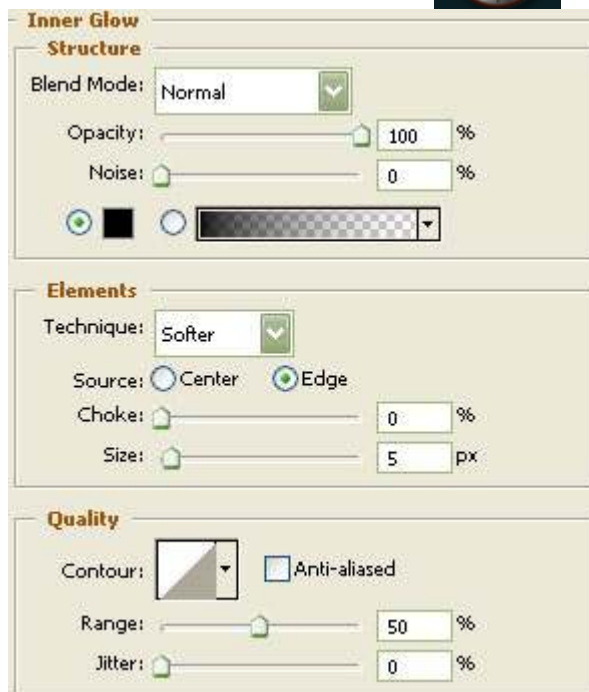 Inner Glow
Structure
Blend Mode: Normal
Opacity: 100 %
Noise: 0 %
Elements
Technique: Softer
Source: Center Edge
Choke: 0 %
Size: 5 px
Quality
Contour: Anti-aliased
Range: 50 %
Jitter: 0 %